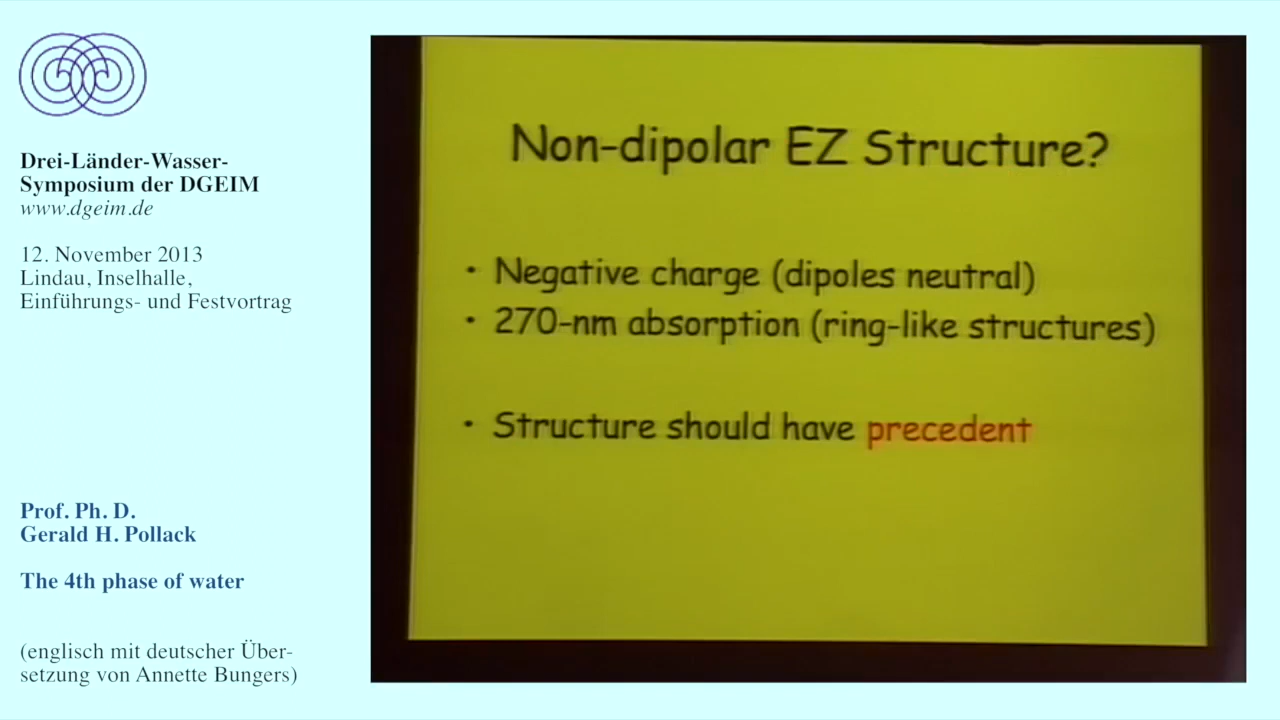 Drei-Länder-Wasser-
Symposium der DGEIM
www.dgeim.de
12. November 2013
Lindau, Inselhalle,
Einführungs- und Festvortrag
Prof. Ph. D.
Gerald H. Pollack
The 4th phase of water
(englisch mit deutscher Über-
setzung von Annette Bungers)
Non-dipolar EZ Structure?
• Negative charge (dipoles neutral)
• 270-nm absorption (ring-like structures)
• Structure should have precedent